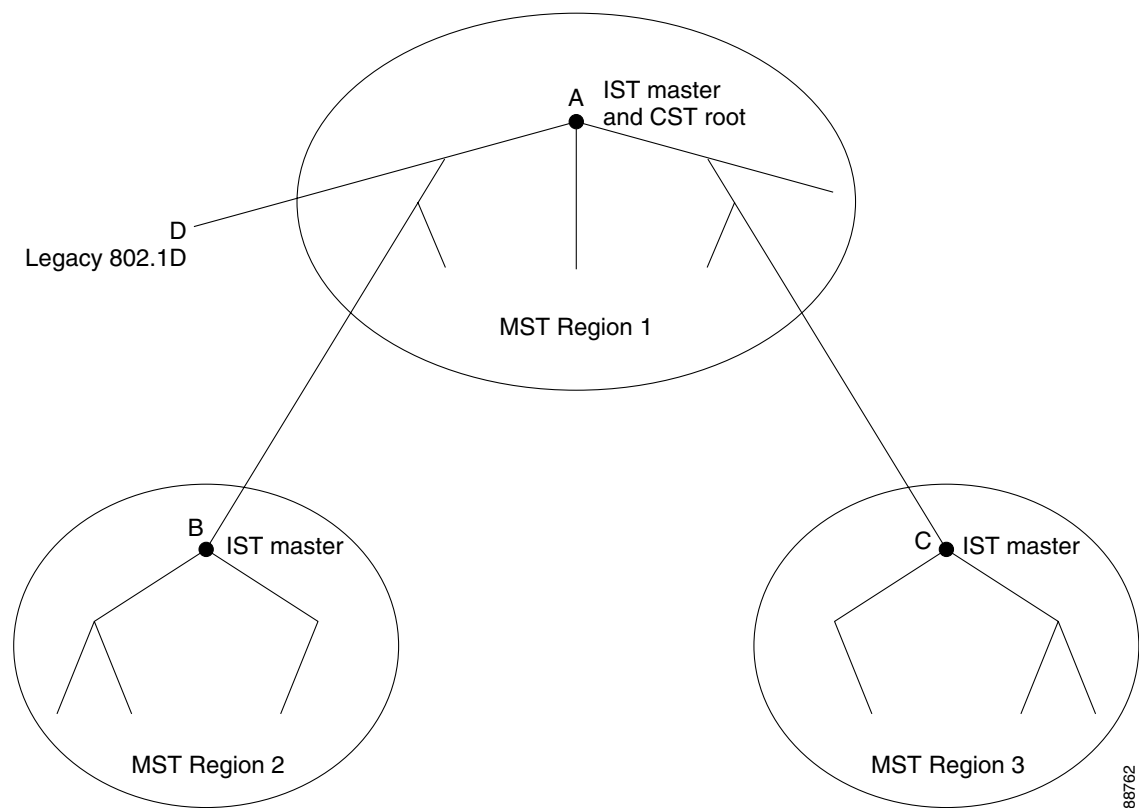 A
IST master
and CST root
D
Legacy 802.1D
MST Region 1
B
IST master
C
IST master
MST Region 2
MST Region 3
88762